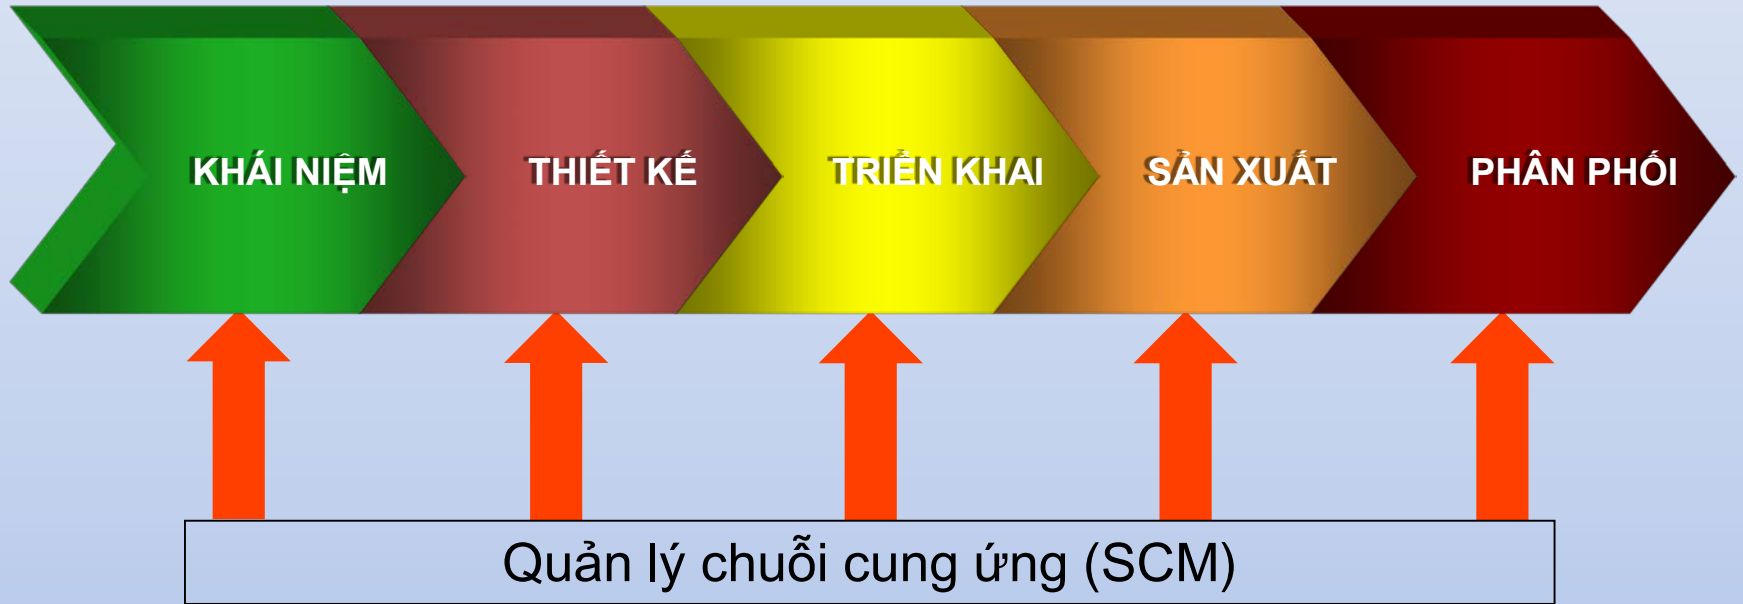 KHÁI NIỆM
THIẾT KẾ
TRIỂN KHAI
SẢN XUẤT
PHÂN PHỐI
Quản lý chuỗi cung ứng (SCM)